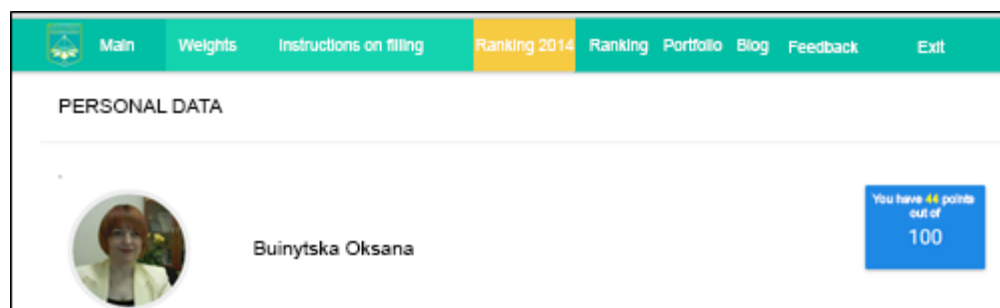 Main Weights Instructions on filling Ranking 2014 Ranking Portfolio Blog Feedback Exit
PERSONAL DATA
You have 44 points
out of
100
Buinytska Oksana